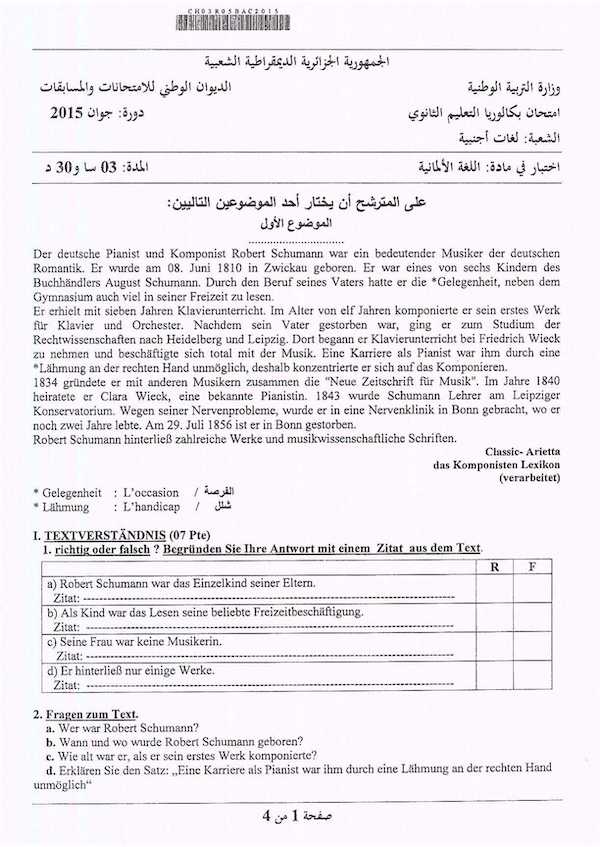 CH03R05BAC2015
الجمهورية الجزائرية الديمقراطية الشعبية
وزارة التربية الوطنية الديوان الوطني للامتحانات والمسابقات
امتحان بكالوريا التعليم الثانوي دورة: جوان 2015
الشعبة: لغات أجنبية
اختبار في مادة: اللغة الألمانية المدة: 03 سا و30 د
على المترشح أن يختار أحد الموضوعين التاليين:
الموضوع الأول
..............................
Der deutsche Pianist und Komponist Robert Schumann war ein bedeutender Musiker der deutschen
Romantik. Er wurde am 08. Juni 1810 in Zwickau geboren. Er war eines von sechs Kindern des
Buchhändlers August Schumann. Durch den Beruf seines Vaters hatte er die *Gelegenheit, neben dem
Gymnasium auch viel in seiner Freizeit zu lesen.
Er erhielt mit sieben Jahren Klavierunterricht. Im Alter von elf Jahren komponierte er sein erstes Werk
für Klavier und Orchester. Nachdem sein Vater gestorben war, ging er zum Studium der
Rechtwissenschaften nach Heidelberg und Leipzig. Dort begann er Klavierunterricht bei Friedrich Wieck
zu nehmen und beschäftigte sich total mit der Musik. Eine Karriere als Pianist war ihm durch eine
*Lähmung an der rechten Hand unmöglich, deshalb konzentrierte er sich auf das Komponieren.
1834 gründete er mit anderen Musikern zusammen die "Neue Zeitschrift für Musik". Im Jahre 1840
heiratete er Clara Wieck, eine bekannte Pianistin. 1843 wurde Schumann Lehrer am Leipziger
Konservatorium. Wegen seiner Nervenprobleme, wurde er in eine Nervenklinik in Bonn gebracht, wo er
noch zwei Jahre lebte. Am 29. Juli 1856 ist er in Bonn gestorben.
Robert Schumann hinterließ zahlreiche Werke und musikwissenschaftliche Schriften.
Classic- Arietta
das Komponisten Lexikon
(verarbeitet)
* Gelegenheit : L'occasion / الفرصة
* Lähmung : L'handicap / شلل
I. TEXTVERSTÄNDNIS (07 Pte)
1. richtig oder falsch ? Begründen Sie Ihre Antwort mit einem Zitat aus dem Text.
R F
a) Robert Schumann war das Einzelkind seiner Eltern.
Zitat: ----------------------------------------------------------------
b) Als Kind war das Lesen seine beliebte Freizeitbeschäftigung.
Zitat: ----------------------------------------------------------------
c) Seine Frau war keine Musikerin.
Zitat: ----------------------------------------------------------------
d) Er hinterließ nur einige Werke.
Zitat: ----------------------------------------------------------------
2. Fragen zum Text.
a. Wer war Robert Schumann?
b. Wann und wo wurde Robert Schumann geboren?
c. Wie alt war er, als er sein erstes Werk komponierte?
d. Erklären Sie den Satz: „Eine Karriere als Pianist war ihm durch eine Lähmung an der rechten Hand
unmöglich"
صفحة 1 من 4